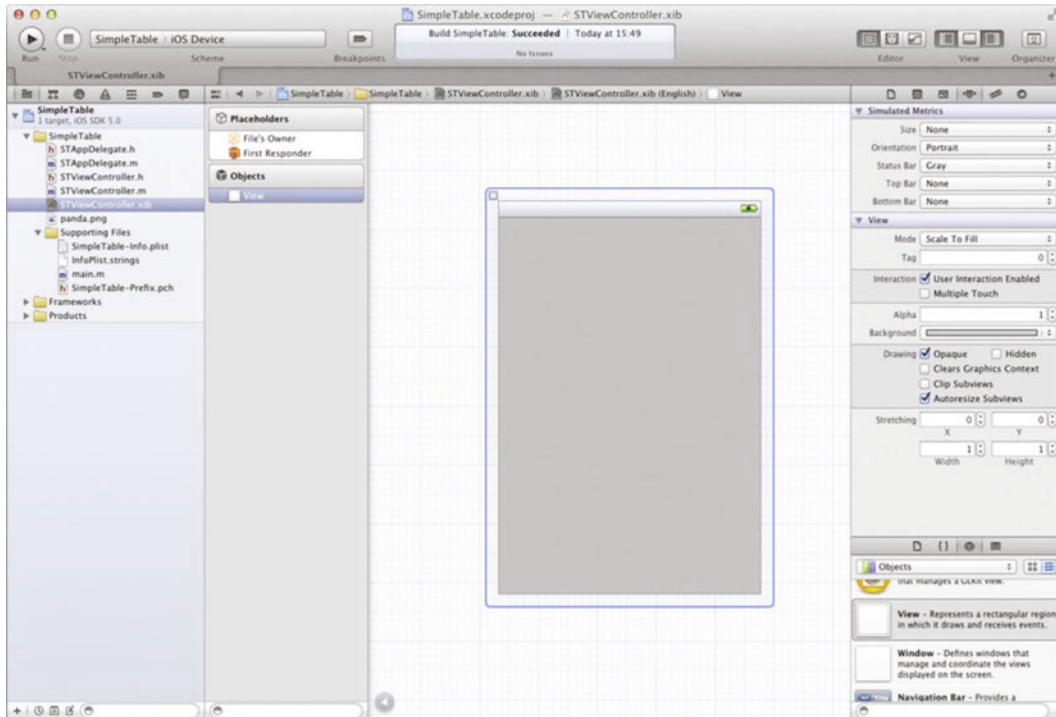 SimpleTable.xcodeproj — STViewController.xib
SimpleTable › iOS Device
Build SimpleTable: Succeeded | Today at 15:49
No Issues
Run Stop Scheme Breakpoints Editor View Organizer
STViewController.xib
SimpleTable › SimpleTable › STViewController.xib › STViewController.xib (English) › View
SimpleTable
1 target, iOS SDK 5.0
SimpleTable
STAppDelegate.h
STAppDelegate.m
STViewController.h
STViewController.m
STViewController.xib
panda.png
Supporting Files
SimpleTable-Info.plist
InfoPlist.strings
main.m
SimpleTable-Prefix.pch
Frameworks
Products
Placeholders
File's Owner
First Responder
Objects
View
Simulated Metrics
Size None
Orientation Portrait
Status Bar Gray
Top Bar None
Bottom Bar None
View
Mode Scale To Fill
Tag 0
Interaction User Interaction Enabled
Multiple Touch
Alpha 1
Background
Drawing Opaque Hidden
Clears Graphics Context
Clip Subviews
Autoresize Subviews
Stretching 0 0
X Y
1 1
Width Height
Objects
that manages a GLKit view.
View - Represents a rectangular region
in which it draws and receives events.
Window - Defines windows that
manage and coordinate the views
displayed on the screen.
Navigation Bar - Provides a